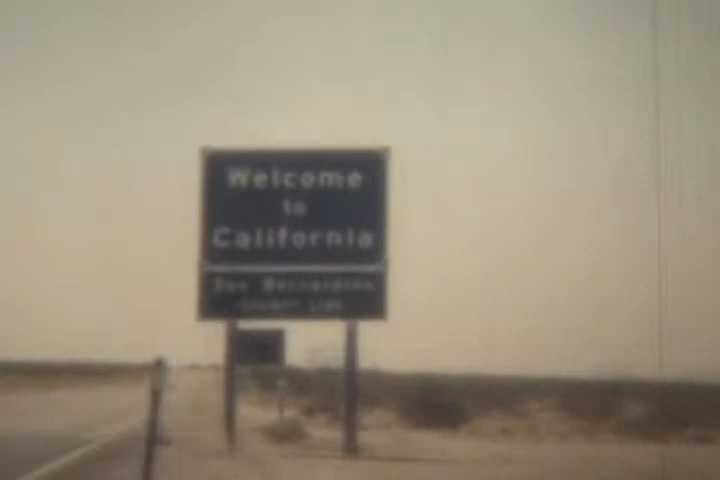 Welcome
to
California
San Bernardino
COUNTY LINE